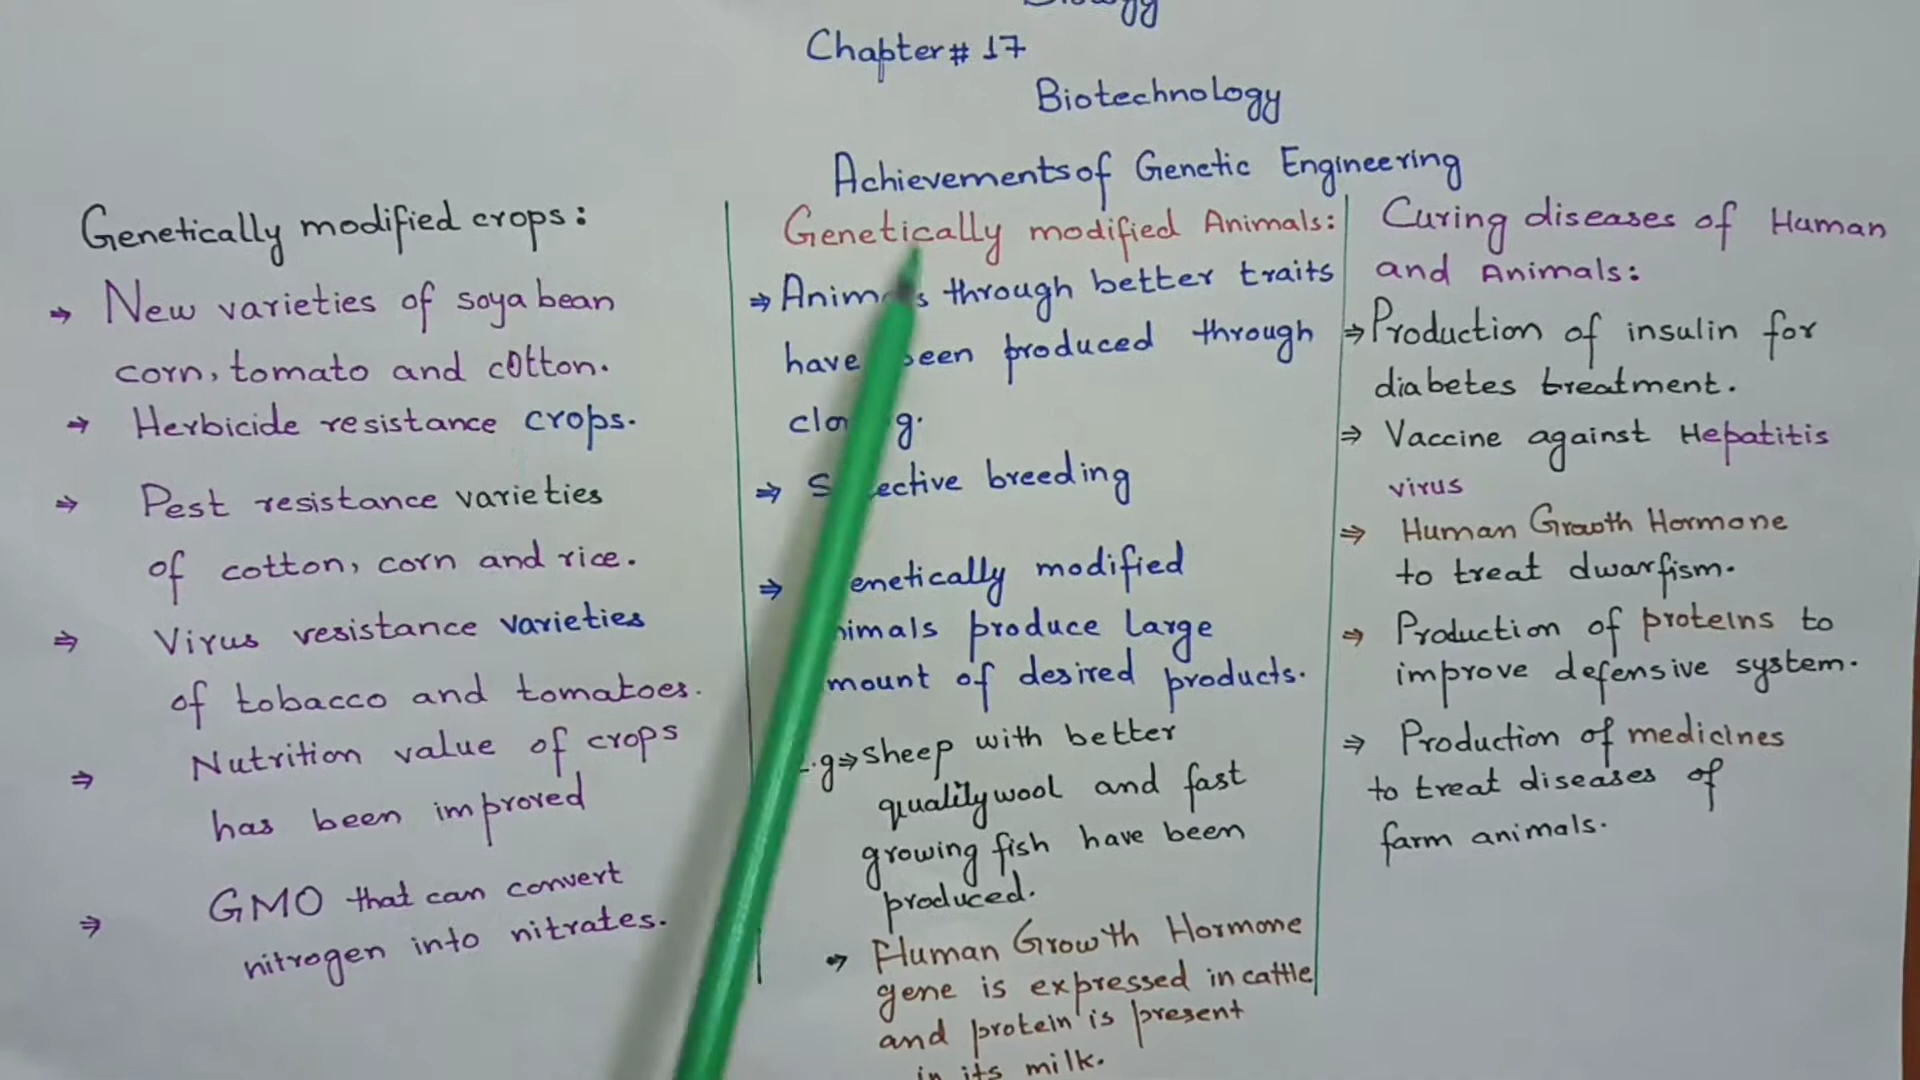 Biology
Chapter # 17
Biotechnology
Achievements of Genetic Engineering
Genetically modified crops:
⇒ New varieties of soya bean
corn, tomato and cotton.
⇒ Herbicide resistance crops.
⇒ Pest resistance varieties
of cotton, corn and rice.
⇒ Virus resistance varieties
of tobacco and tomatoes.
⇒ Nutrition value of crops
has been improved
⇒ GMO that can convert
nitrogen into nitrates.
Genetically modified Animals:
⇒ Animals through better traits
have been produced through
⇒ breeding
⇒ modified
produce large
of desired products.
sheep with better
quality wool and fast
growing fish have been
produced.
⇒ Human Growth Hormone
gene is expressed in cattle
and protein is present
in its milk.
Curing diseases of Human
and Animals:
⇒ Production of insulin for
diabetes treatment.
⇒ Vaccine against Hepatitis
virus
⇒ Human Growth Hormone
to treat dwarfism.
⇒ Production of proteins to
improve defensive system.
⇒ Production of medicines
to treat diseases of
farm animals.